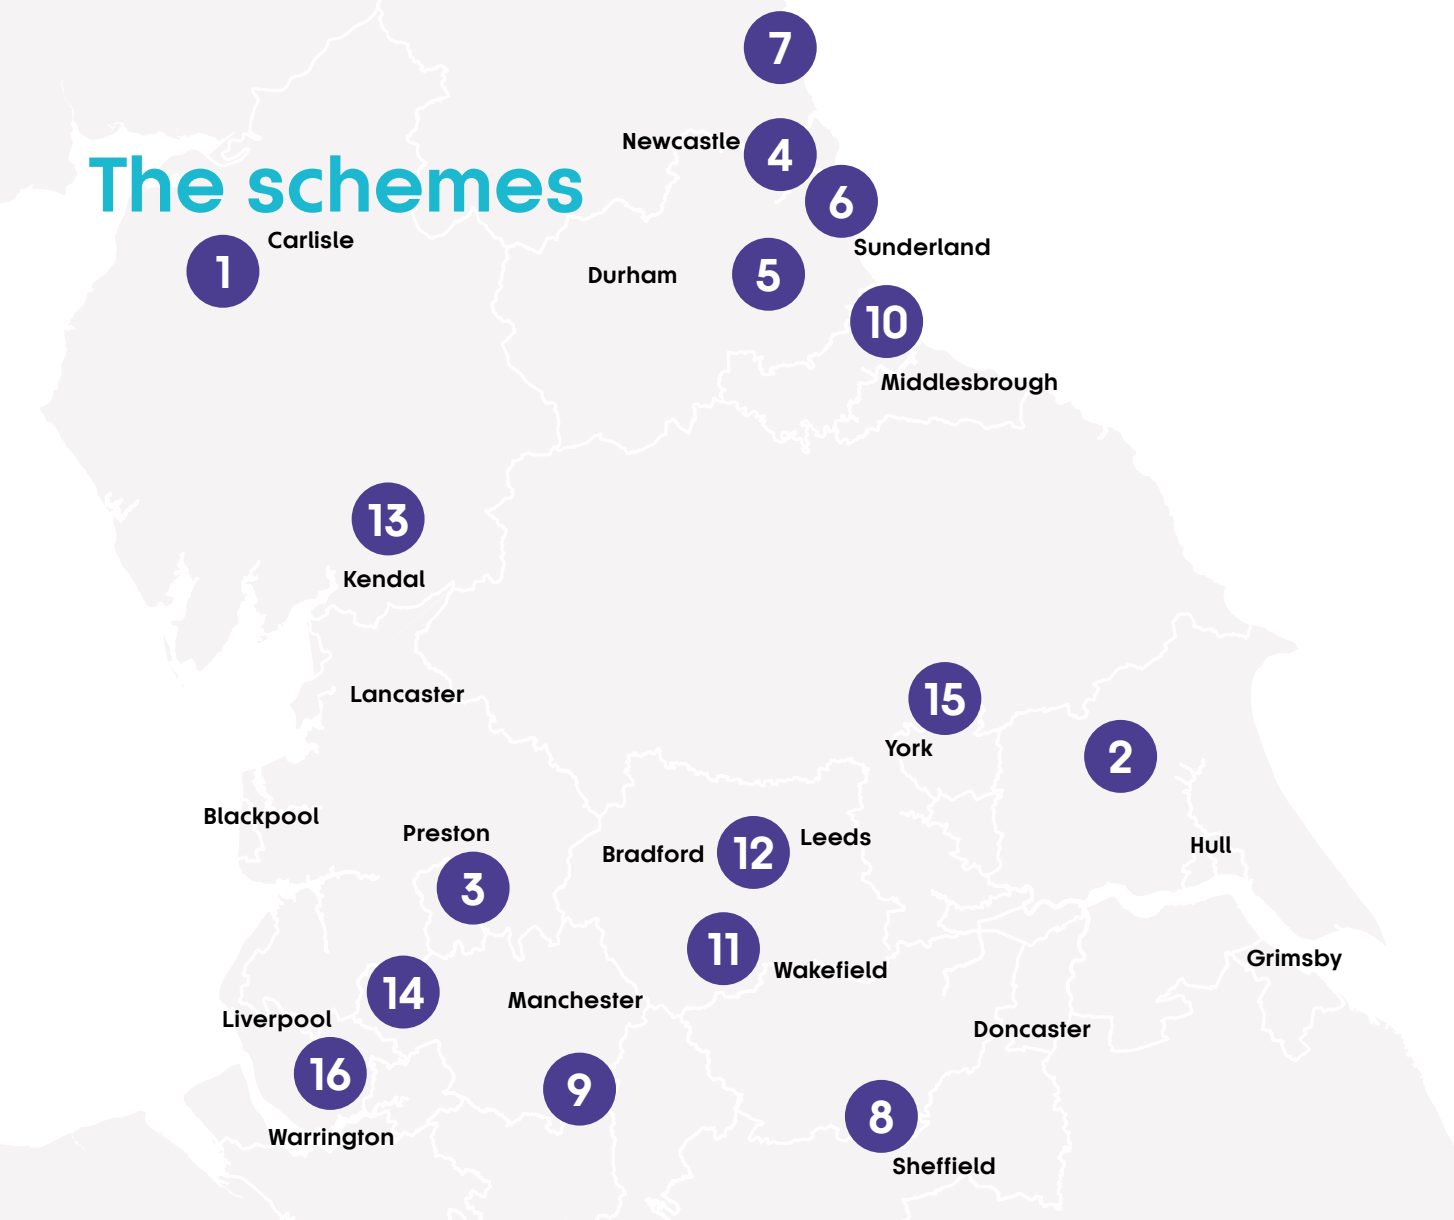 7
Newcastle
4
The schemes
6
Carlisle
Sunderland
1
Durham
5
10
Middlesbrough
13
Kendal
Lancaster
15
York
2
Blackpool
Preston
Bradford
12
Leeds
Hull
3
11
Wakefield
Grimsby
14
Manchester
Liverpool
Doncaster
16
9
8
Warrington
Sheffield